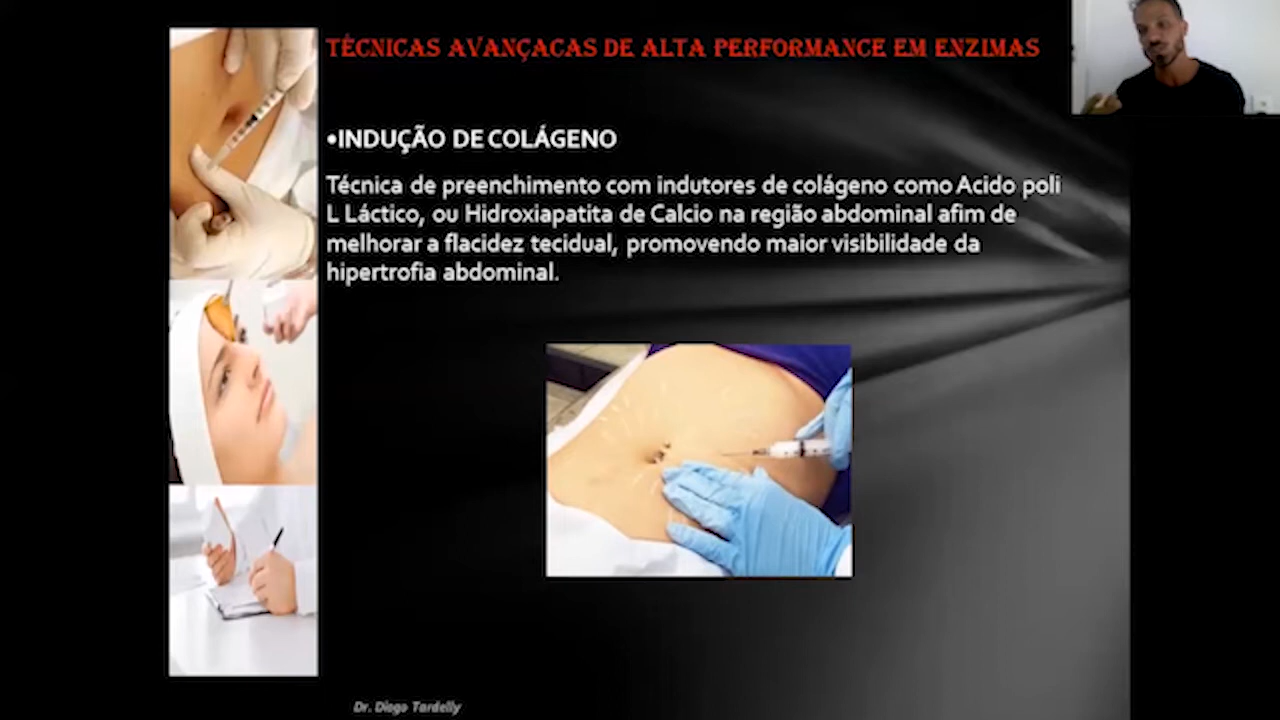 TÉCNICAS AVANÇACAS DE ALTA PERFORMANCE EM ENZIMAS
•INDUÇÃO DE COLÁGENO
Técnica de preenchimento com indutores de colágeno como Acido poli
L Láctico, ou Hidroxiapatita de Calcio na região abdominal afim de
melhorar a flacidez tecidual, promovendo maior visibilidade da
hipertrofia abdominal.
Dr. Diogo Tardelly